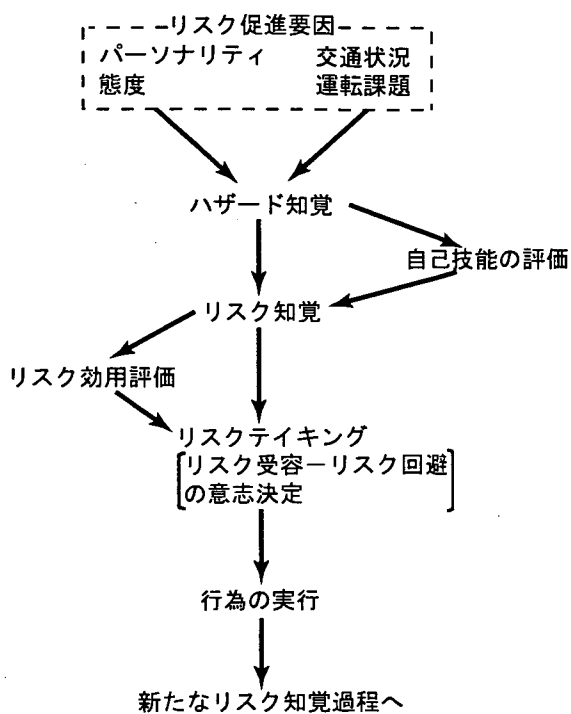 リスク促進要因
パーソナリティ 交通状況
態度 運転課題
ハザード知覚
自己技能の評価
リスク知覚
リスク効用評価
リスクテイキング
リスク受容－リスク回避
の意志決定
行為の実行
新たなリスク知覚過程へ